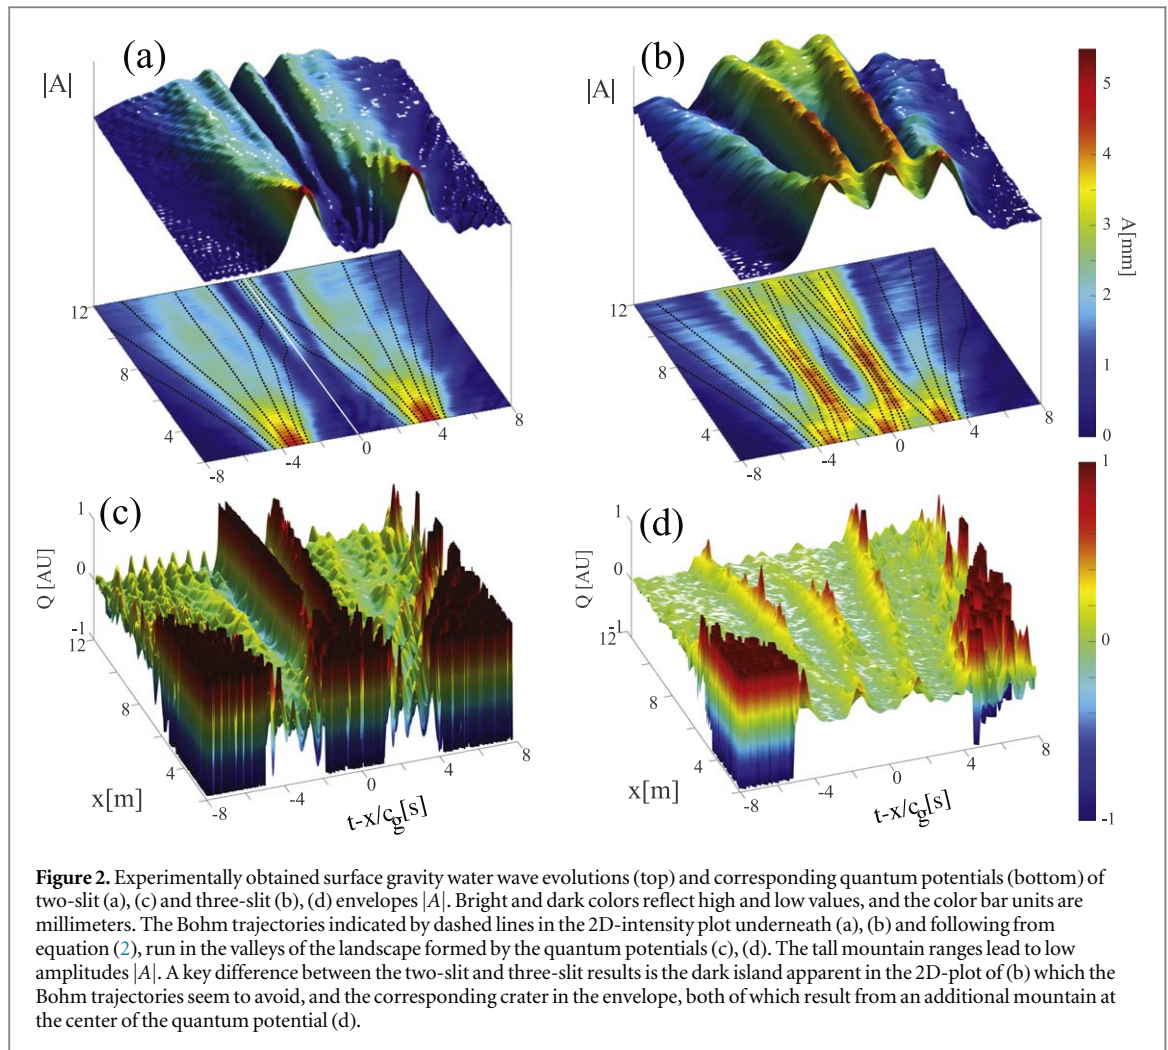 (a)
(b)
|A|
|A|
5
4
3
2
1
0
A[mm]
12
8
4
-8
-4
0
4
8
12
8
4
-8
-4
0
4
8
(c)
(d)
1
0
-1
Q [AU]
12
8
4
x[m]
-8
-4
0
4
8
t-x/cg[s]
1
0
-1
Q [AU]
12
8
4
x[m]
-8
-4
0
4
8
t-x/cg[s]
1
0
-1
Figure 2. Experimentally obtained surface gravity water wave evolutions (top) and corresponding quantum potentials (bottom) of
two-slit (a), (c) and three-slit (b), (d) envelopes |A|. Bright and dark colors reflect high and low values, and the color bar units are
millimeters. The Bohm trajectories indicated by dashed lines in the 2D-intensity plot underneath (a), (b) and following from
equation (2), run in the valleys of the landscape formed by the quantum potentials (c), (d). The tall mountain ranges lead to low
amplitudes |A|. A key difference between the two-slit and three-slit results is the dark island apparent in the 2D-plot of (b) which the
Bohm trajectories seem to avoid, and the corresponding crater in the envelope, both of which result from an additional mountain at
the center of the quantum potential (d).